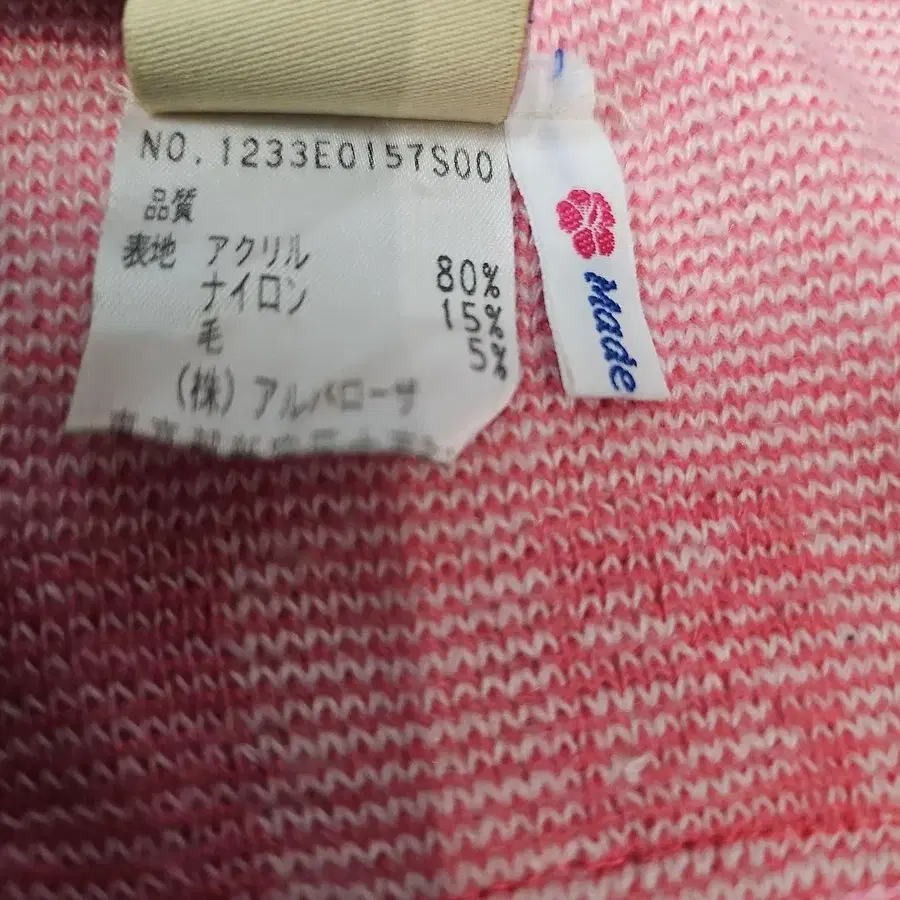 NO. 1233E0157S00
品質
表地 アクリル 80%
ナイロン 15%
毛 5%
(株)アルバローザ
Made